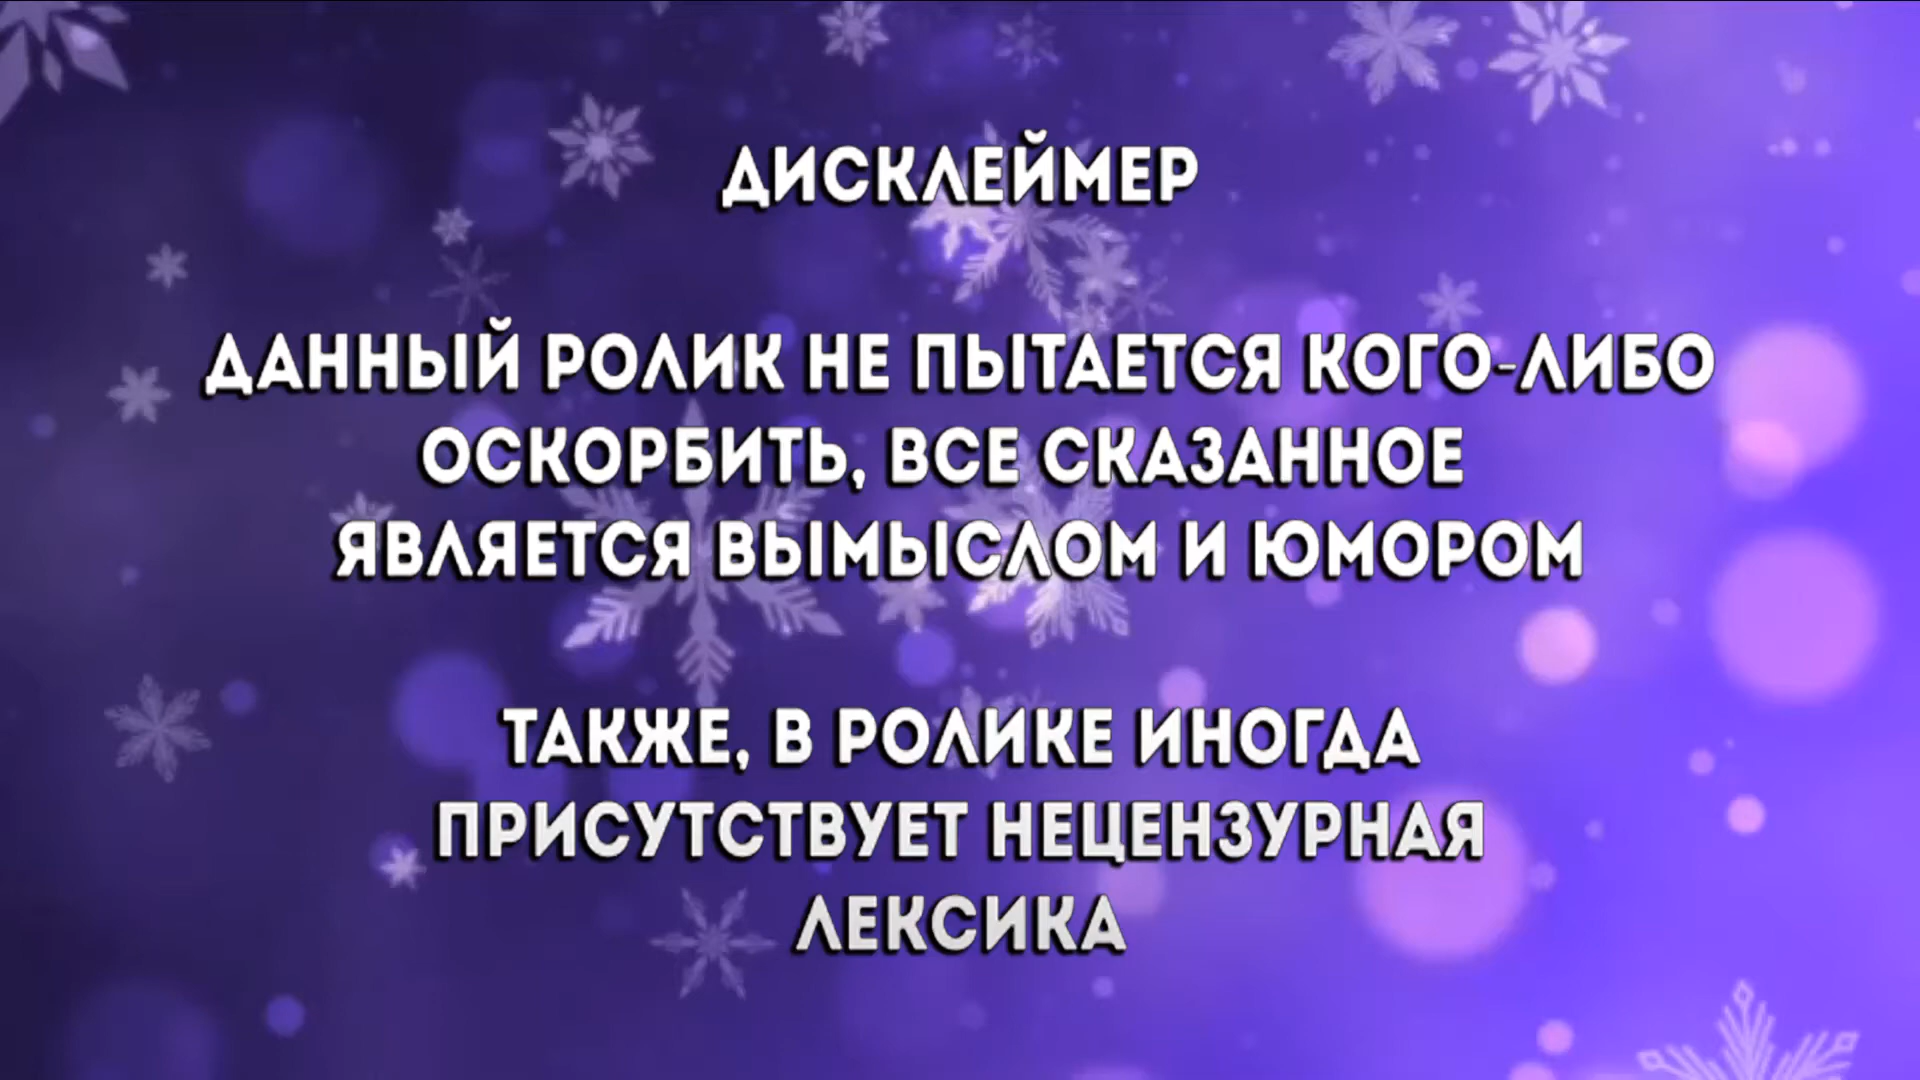 ДИСКЛЕЙМЕР
ДАННЫЙ РОЛИК НЕ ПЫТАЕТСЯ КОГО-ЛИБО
ОСКОРБИТЬ, ВСЕ СКАЗАННОЕ
ЯВЛЯЕТСЯ ВЫМЫСЛОМ И ЮМОРОМ
ТАКЖЕ, В РОЛИКЕ ИНОГДА
ПРИСУТСТВУЕТ НЕЦЕНЗУРНАЯ
ЛЕКСИКА